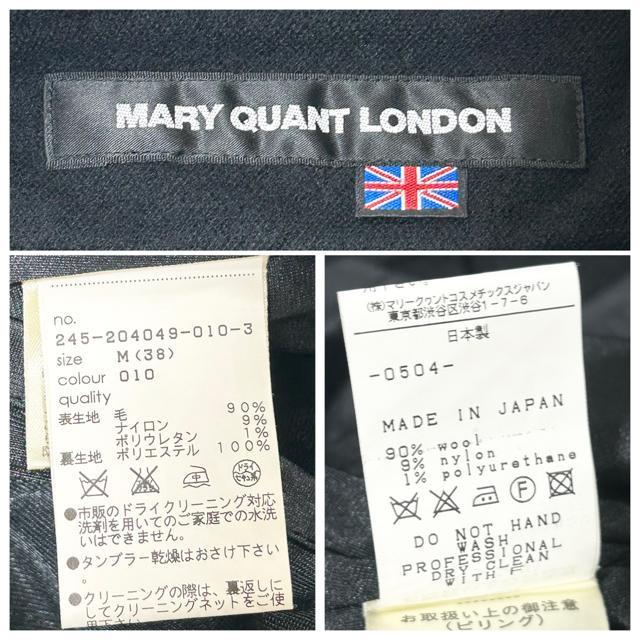 MARY QUANT LONDON
no.
245-204049-010-3
size M(38)
colour 010
quality
表生地 毛 90%
ナイロン 9%
ポリウレタン 1%
裏生地 ポリエステル 100%
ドライ
セキユ系
●市販のドライクリーニング対応
洗剤を用いてのご家庭での水洗
いはできません。
●タンブラー乾燥はおさけ下さい
。
●クリーニングの際は、裏返しに
してクリーニングネットをご使
用下さい。
(株)マリークヮントコスメチックスジャパン
東京都渋谷区渋谷1-7-6
日本製
-0504-
MADE IN JAPAN
90% wool
9% nylon
1% polyurethane
F
DO NOT HAND
WASH
PROFESSIONAL
DRY CLEAN
WITH F
お取扱い上の御注意
(ピリング)